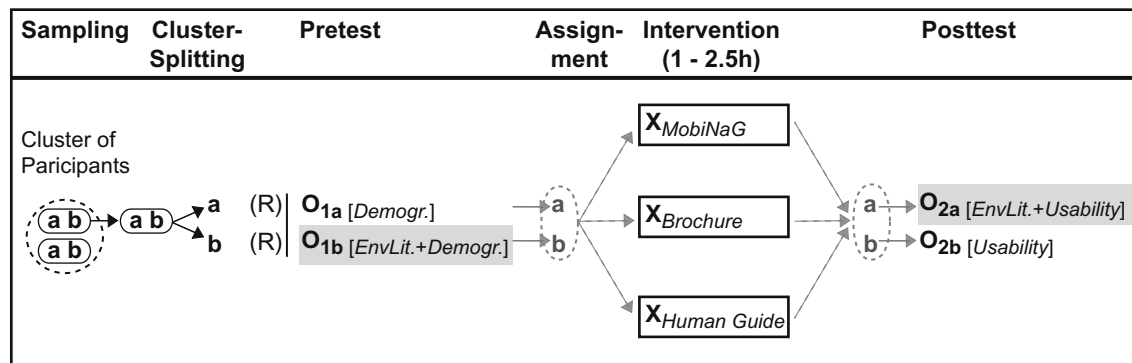 Sampling Cluster-Splitting Pretest Assign-ment Intervention (1 - 2.5h) Posttest
Cluster of
Paricipants
a b
a b
a b
a (R) O1a [Demogr.]
b (R) O1b [EnvLit.+Demogr.]
a
b
XMobiNaG
XBrochure
XHuman Guide
a
b
O2a [EnvLit.+Usability]
O2b [Usability]